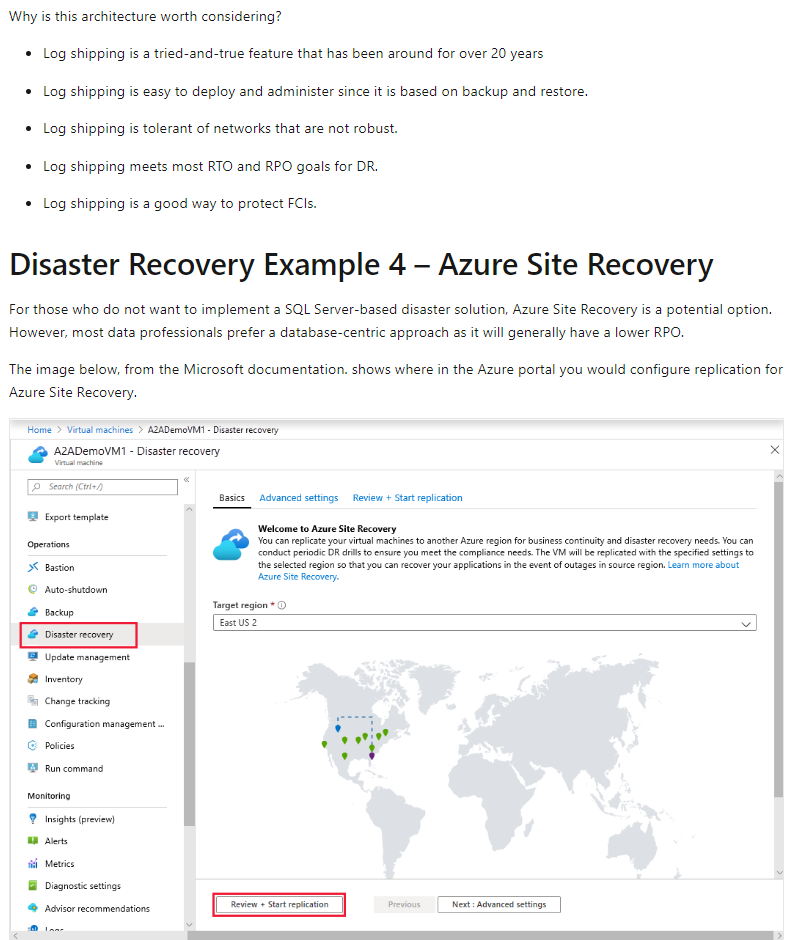 Why is this architecture worth considering?
Log shipping is a tried-and-true feature that has been around for over 20 years
Log shipping is easy to deploy and administer since it is based on backup and restore.
Log shipping is tolerant of networks that are not robust.
Log shipping meets most RTO and RPO goals for DR.
Log shipping is a good way to protect FCIs.
Disaster Recovery Example 4 – Azure Site Recovery
For those who do not want to implement a SQL Server-based disaster solution, Azure Site Recovery is a potential option.
However, most data professionals prefer a database-centric approach as it will generally have a lower RPO.
The image below, from the Microsoft documentation. shows where in the Azure portal you would configure replication for
Azure Site Recovery.
Home > Virtual machines > A2ADemoVM1 - Disaster recovery
A2ADemoVM1 - Disaster recovery
Virtual machine
Search (Ctrl+/)
Export template
Operations
Bastion
Auto-shutdown
Backup
Disaster recovery
Update management
Inventory
Change tracking
Configuration management ...
Policies
Run command
Monitoring
Insights (preview)
Alerts
Metrics
Diagnostic settings
Advisor recommendations
Logs
Basics Advanced settings Review + Start replication
Welcome to Azure Site Recovery
You can replicate your virtual machines to another Azure region for business continuity and disaster recovery needs. You can
conduct periodic DR drills to ensure you meet the compliance needs. The VM will be replicated with the specified settings to
the selected region so that you can recover your applications in the event of outages in source region. Learn more about
Azure Site Recovery.
Target region *
East US 2
Review + Start replication Previous Next : Advanced settings